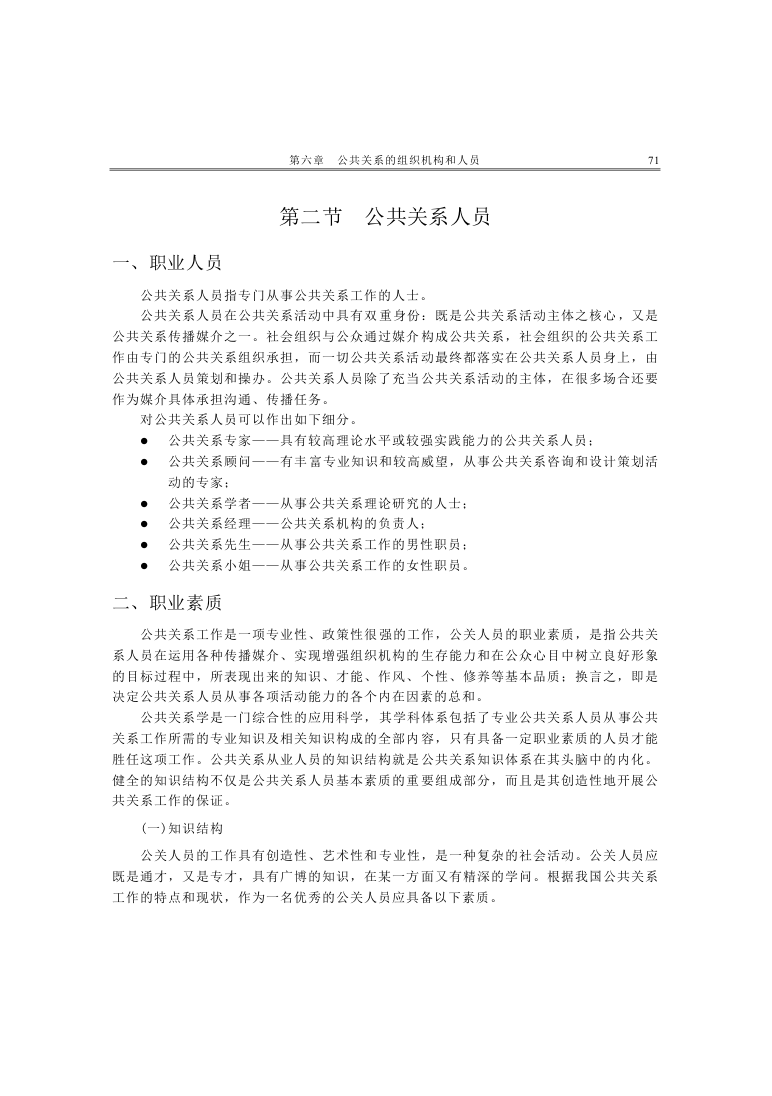 第六章　公共关系的组织机构和人员　71
第二节　公共关系人员
一、职业人员
公共关系人员指专门从事公共关系工作的人士。
公共关系人员在公共关系活动中具有双重身份：既是公共关系活动主体之核心，又是
公共关系传播媒介之一。社会组织与公众通过媒介构成公共关系，社会组织的公共关系工
作由专门的公共关系组织承担，而一切公共关系活动最终都落实在公共关系人员身上，由
公共关系人员策划和操办。公共关系人员除了充当公共关系活动的主体，在很多场合还要
作为媒介具体承担沟通、传播任务。
对公共关系人员可以作出如下细分。
● 公共关系专家——具有较高理论水平或较强实践能力的公共关系人员；
● 公共关系顾问——有丰富专业知识和较高威望，从事公共关系咨询和设计策划活
动的专家；
● 公共关系学者——从事公共关系理论研究的人士；
● 公共关系经理——公共关系机构的负责人；
● 公共关系先生——从事公共关系工作的男性职员；
● 公共关系小姐——从事公共关系工作的女性职员。
二、职业素质
公共关系工作是一项专业性、政策性很强的工作，公关人员的职业素质，是指公共关
系人员在运用各种传播媒介、实现增强组织机构的生存能力和在公众心目中树立良好形象
的目标过程中，所表现出来的知识、才能、作风、个性、修养等基本品质；换言之，即是
决定公共关系人员从事各项活动能力的各个内在因素的总和。
公共关系学是一门综合性的应用科学，其学科体系包括了专业公共关系人员从事公共
关系工作所需的专业知识及相关知识构成的全部内容，只有具备一定职业素质的人员才能
胜任这项工作。公共关系从业人员的知识结构就是公共关系知识体系在其头脑中的内化。
健全的知识结构不仅是公共关系人员基本素质的重要组成部分，而且是其创造性地开展公
共关系工作的保证。
(一)知识结构
公关人员的工作具有创造性、艺术性和专业性，是一种复杂的社会活动。公关人员应
既是通才，又是专才，具有广博的知识，在某一方面又有精深的学问。根据我国公共关系
工作的特点和现状，作为一名优秀的公关人员应具备以下素质。